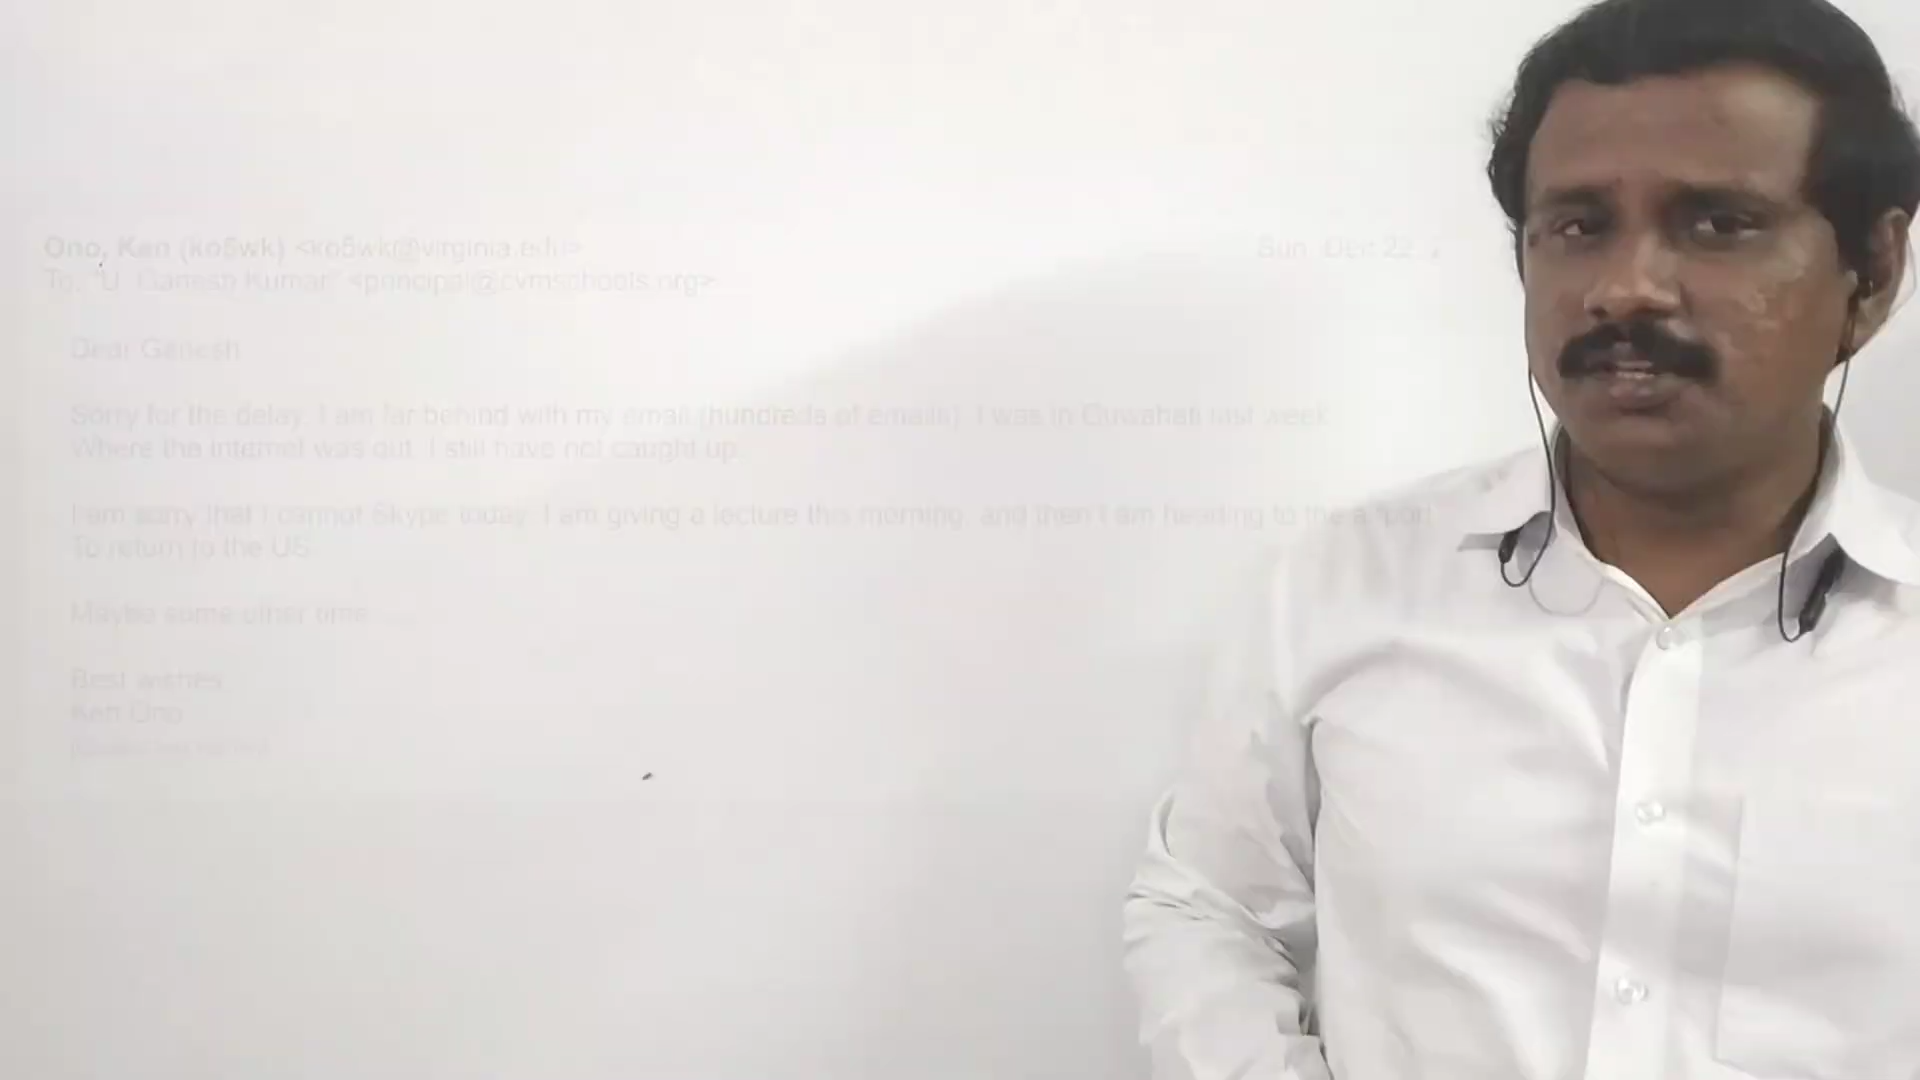 Ono, Ken (ko5wk) <ko5wk@virginia.edu>
Sun, Dec 22,
To: "U. Ganesh Kumar" <principal@cvmschools.org>
Dear Ganesh
Sorry for the delay. I am far behind with my email (hundreds of emails). I was in Guwahati last week
Where the internet was out. I still have not caught up.
I am sorry that I cannot Skype today. I am giving a lecture this morning, and then I am heading to the airport
To return to the US.
Maybe some other time
Best wishes
Ken Ono